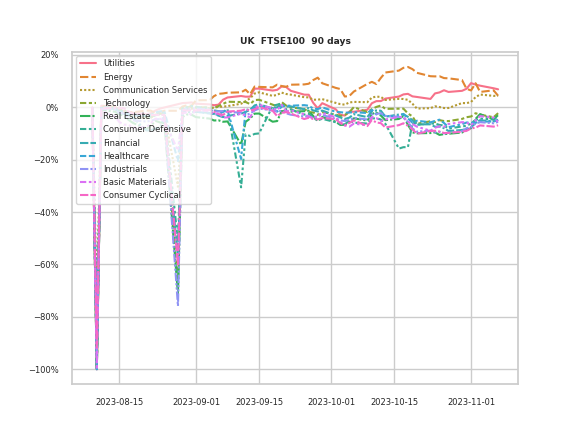 UK FTSE100 90 days
20%
0%
−20%
−40%
−60%
−80%
−100%
Utilities
Energy
Communication Services
Technology
Real Estate
Consumer Defensive
Financial
Healthcare
Industrials
Basic Materials
Consumer Cyclical
2023-08-15
2023-09-01
2023-09-15
2023-10-01
2023-10-15
2023-11-01